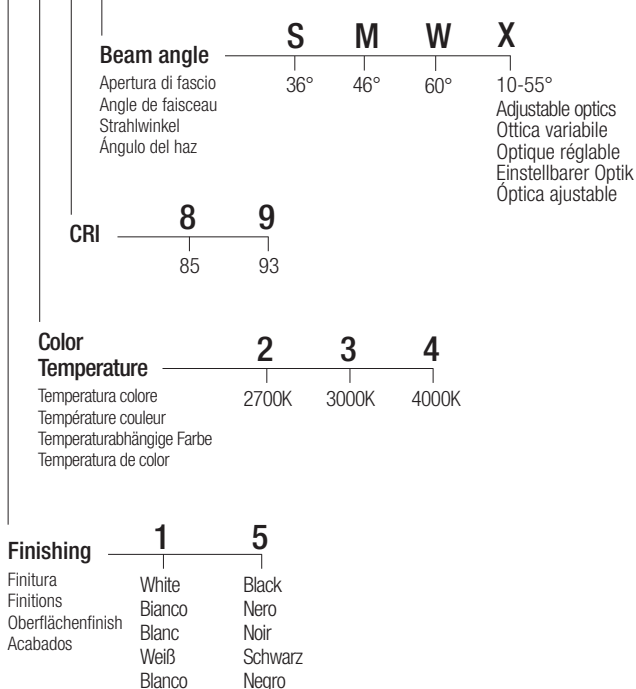 Beam angle S M W X
Apertura di fascio 36° 46° 60° 10-55°
Angle de faisceau Adjustable optics
Strahlwinkel Ottica variabile
Ángulo del haz Optique réglable
Einstellbarer Optik
Óptica ajustable
CRI 8 9
85 93
Color
Temperature 2 3 4
Temperatura colore 2700K 3000K 4000K
Température couleur
Temperaturabhängige Farbe
Temperatura de color
Finishing 1 5
Finitura White Black
Finitions Bianco Nero
Oberflächenfinish Blanc Noir
Acabados Weiß Schwarz
Blanco Negro